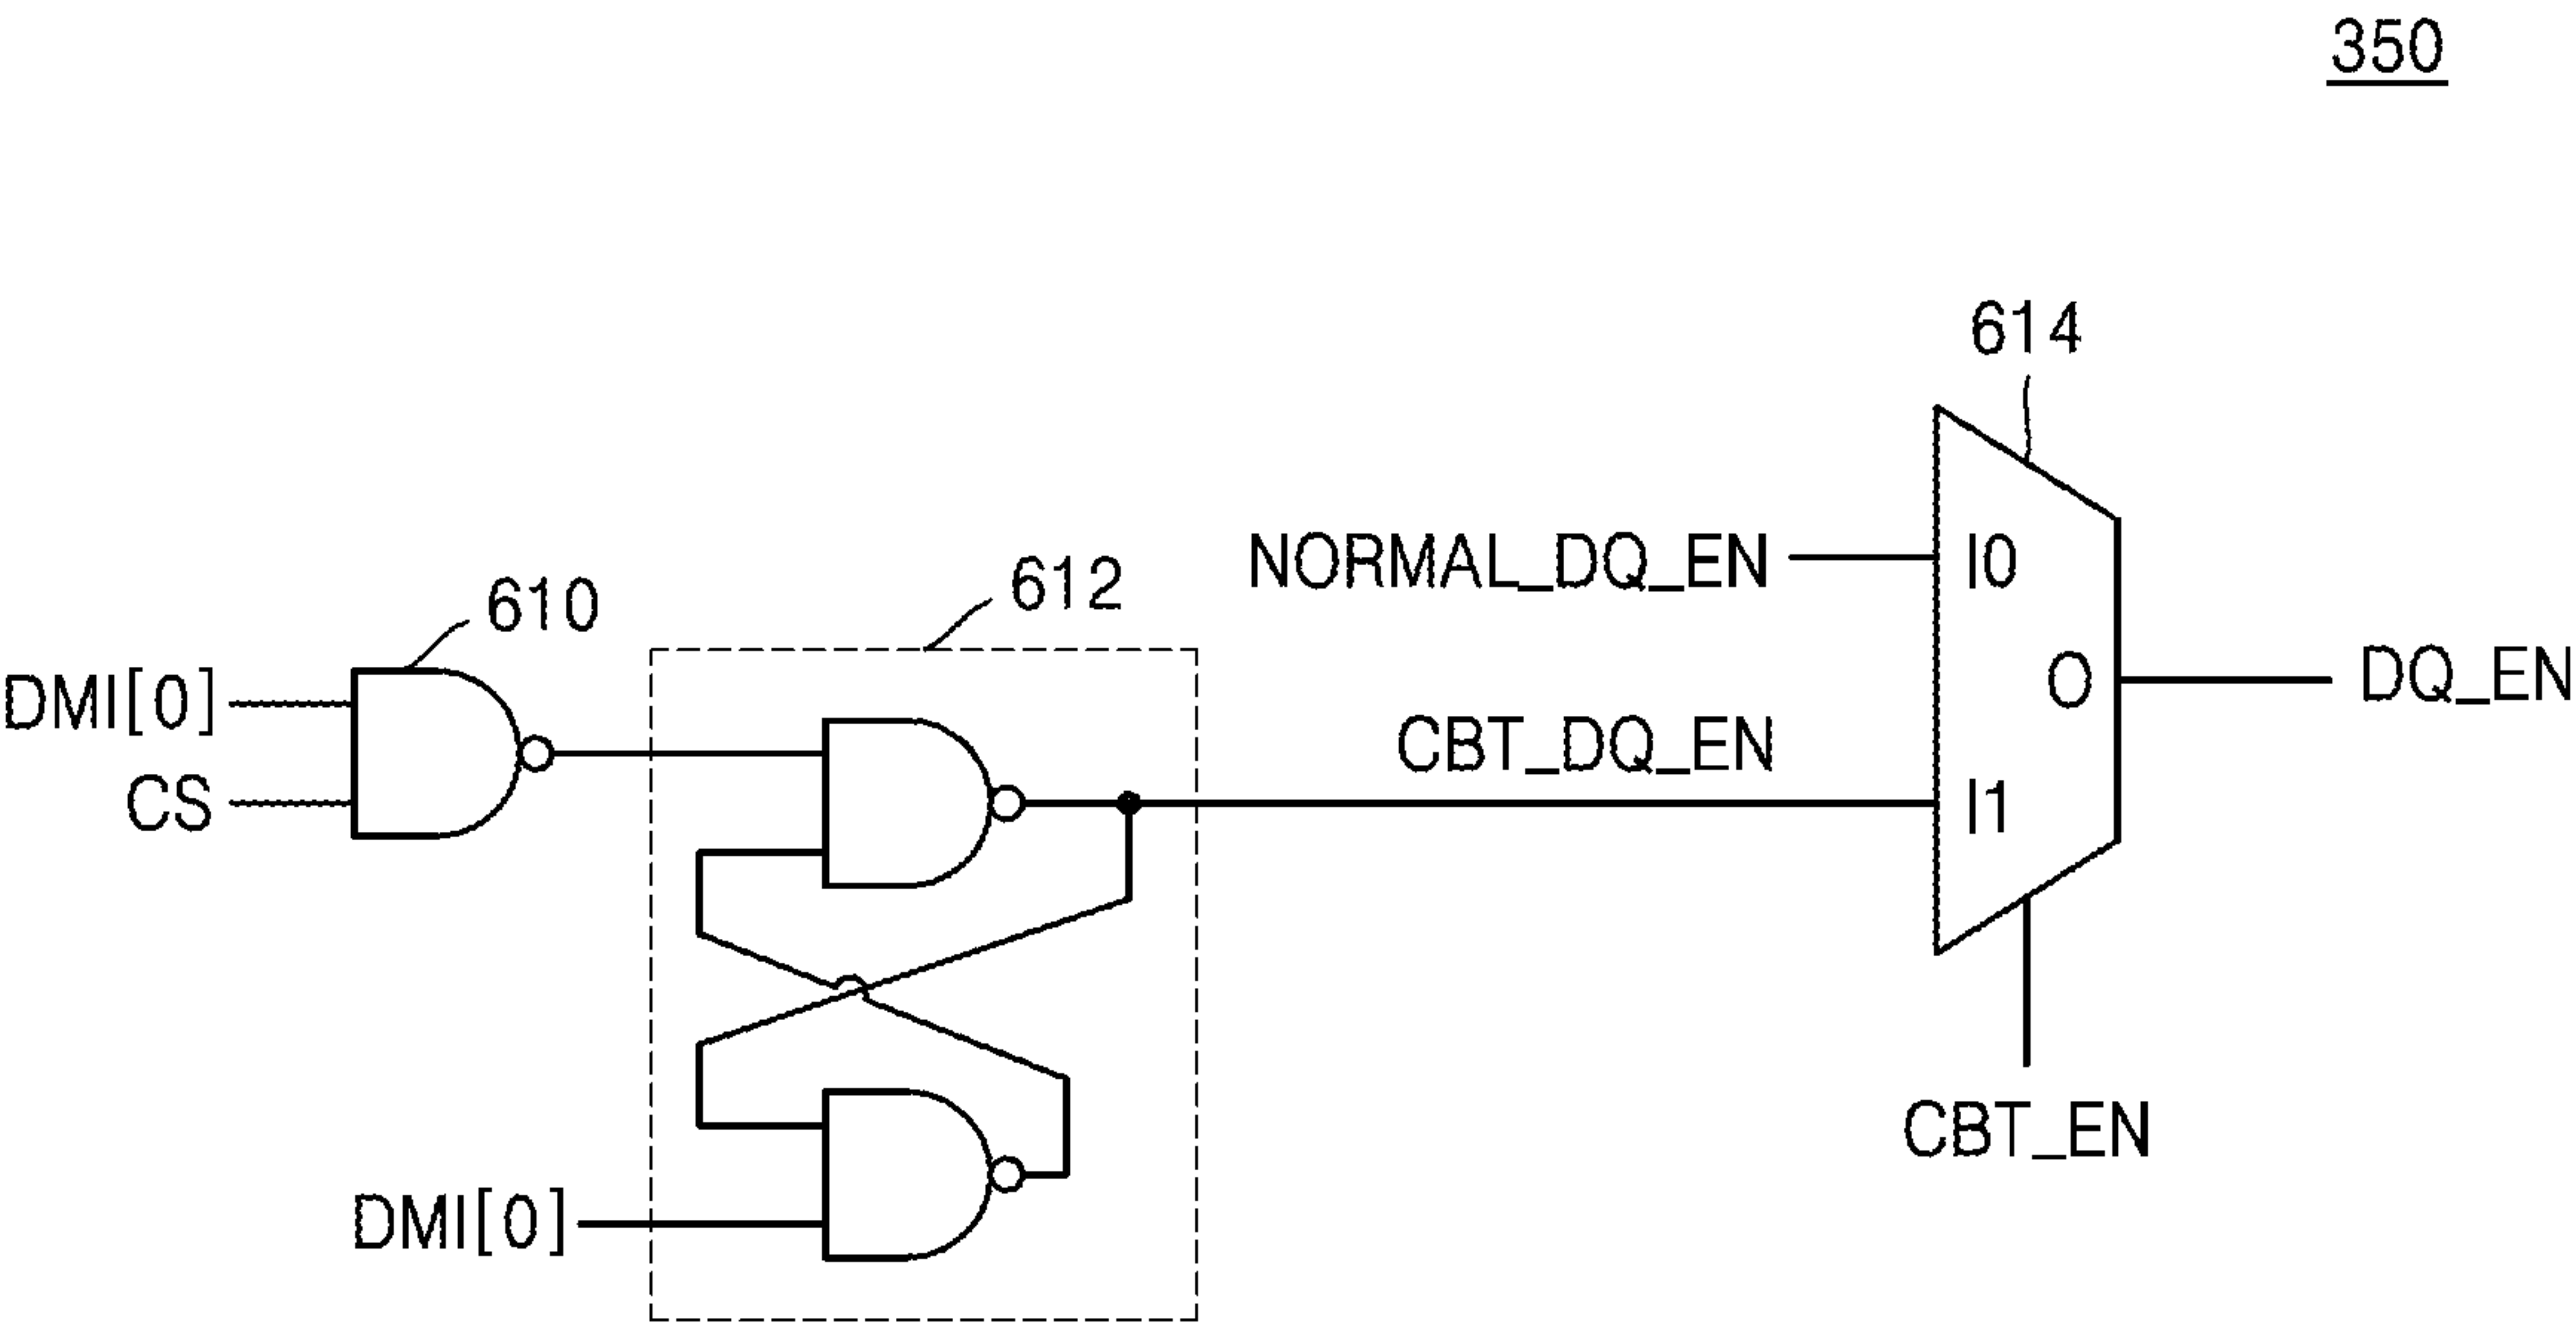 350
614
NORMAL_DQ_EN
I0
612
610
DMI[0]
O
DQ_EN
CBT_DQ_EN
CS
I1
CBT_EN
DMI[0]